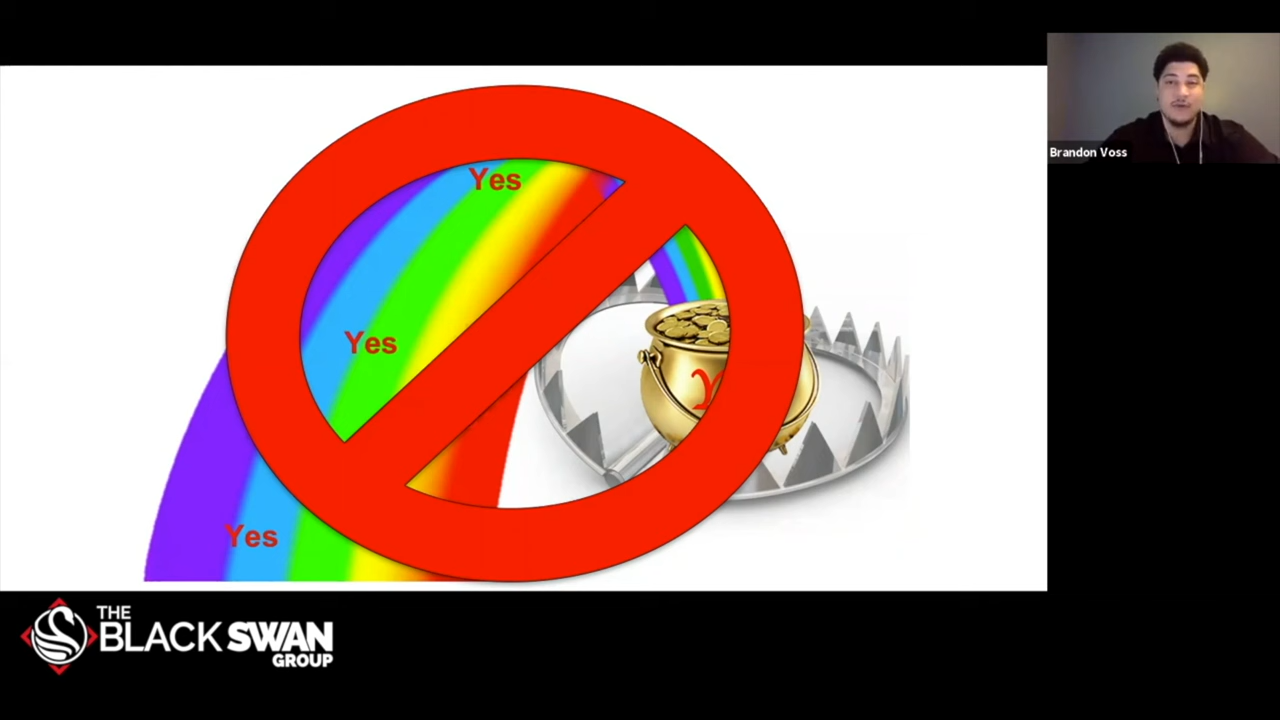 Yes
Brandon Voss
Yes
Yes
THE
BLACK SWAN
GROUP